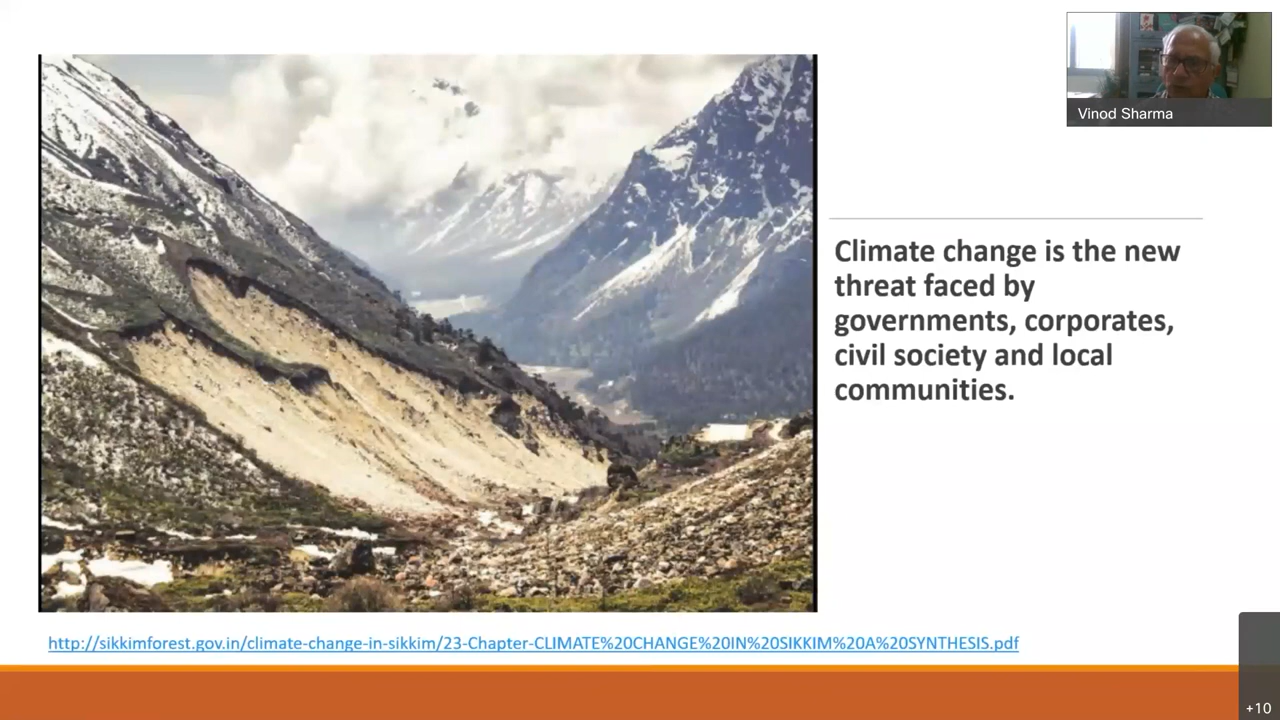 Vinod Sharma
Climate change is the new
threat faced by
governments, corporates,
civil society and local
communities.
http://sikkimforest.gov.in/climate-change-in-sikkim/23-Chapter-CLIMATE%20CHANGE%20IN%20SIKKIM%20A%20SYNTHESIS.pdf
+10